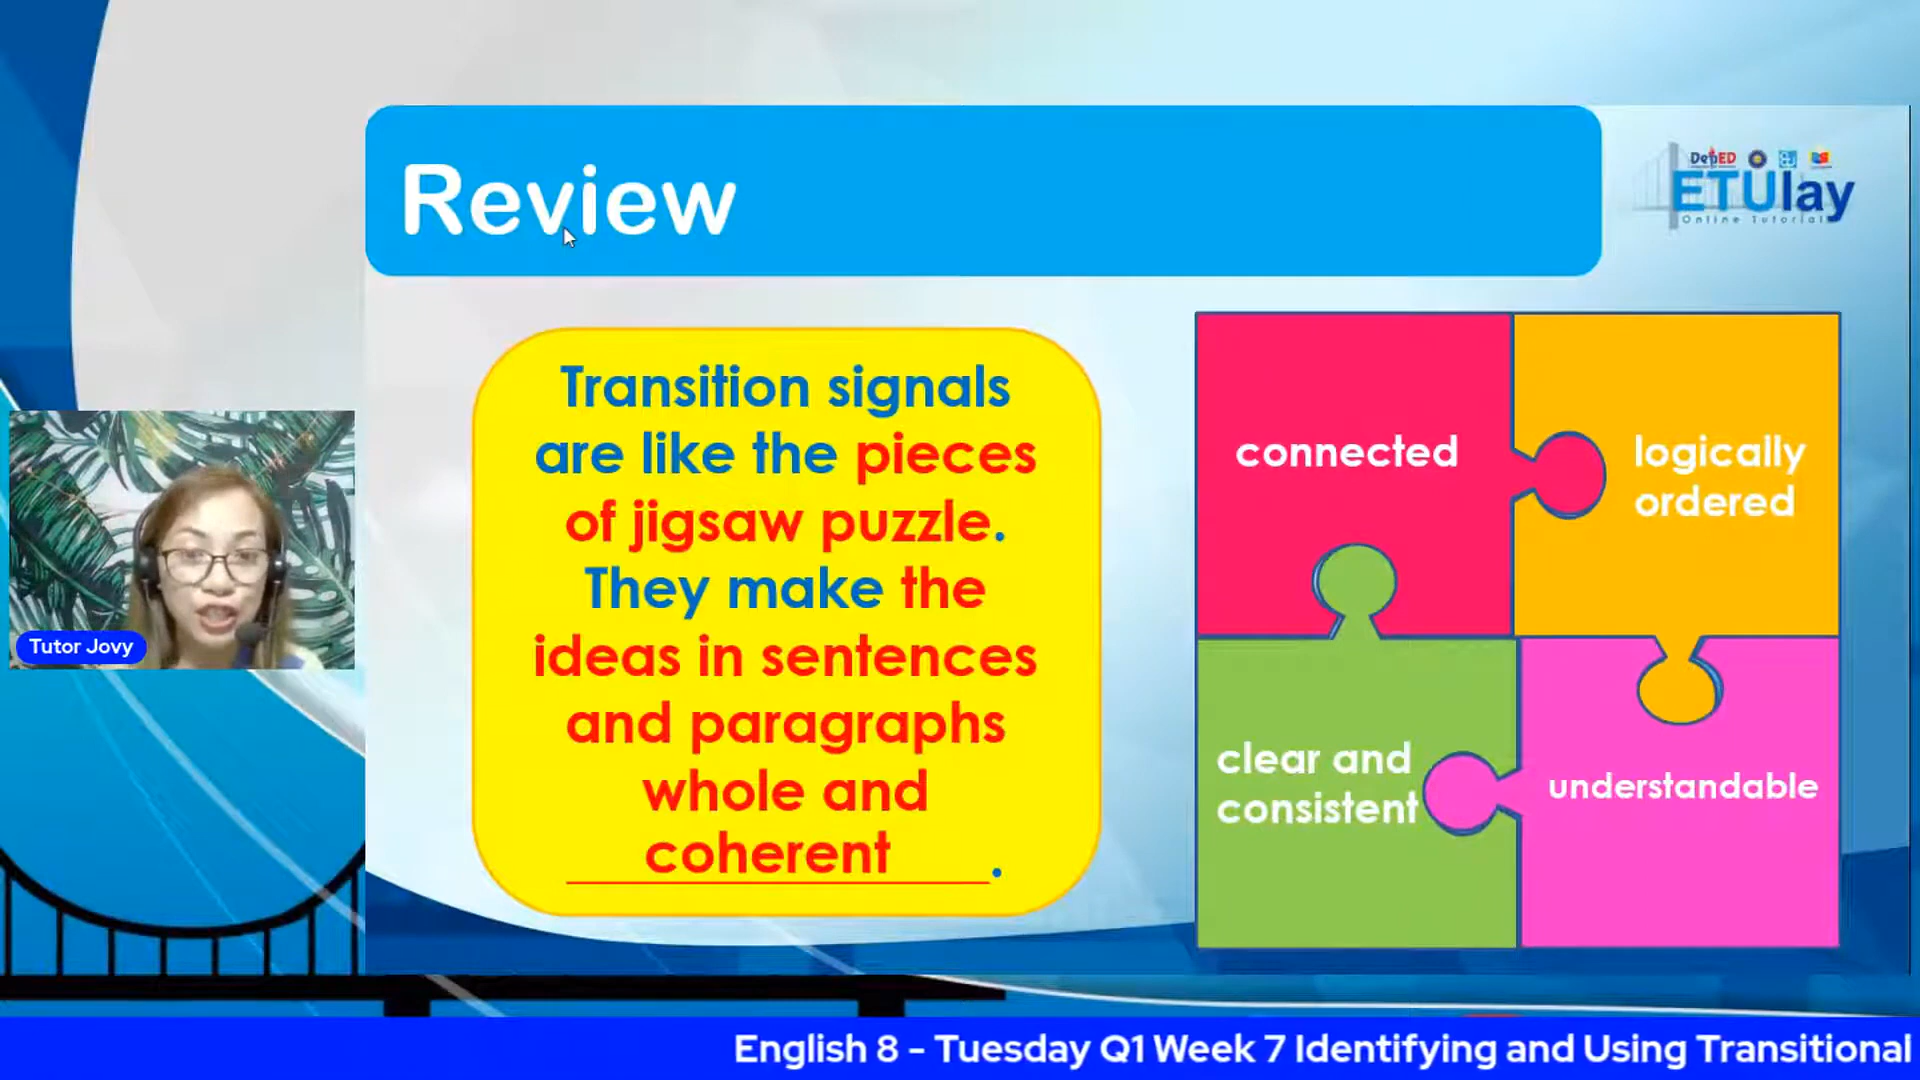 Review
DepED
ETUlay
Online Tutorial
Transition signals
are like the pieces
of jigsaw puzzle.
They make the
ideas in sentences
and paragraphs
whole and
coherent.
connected
logically
ordered
clear and
consistent
understandable
Tutor Jovy
English 8 - Tuesday Q1 Week 7 Identifying and Using Transitional